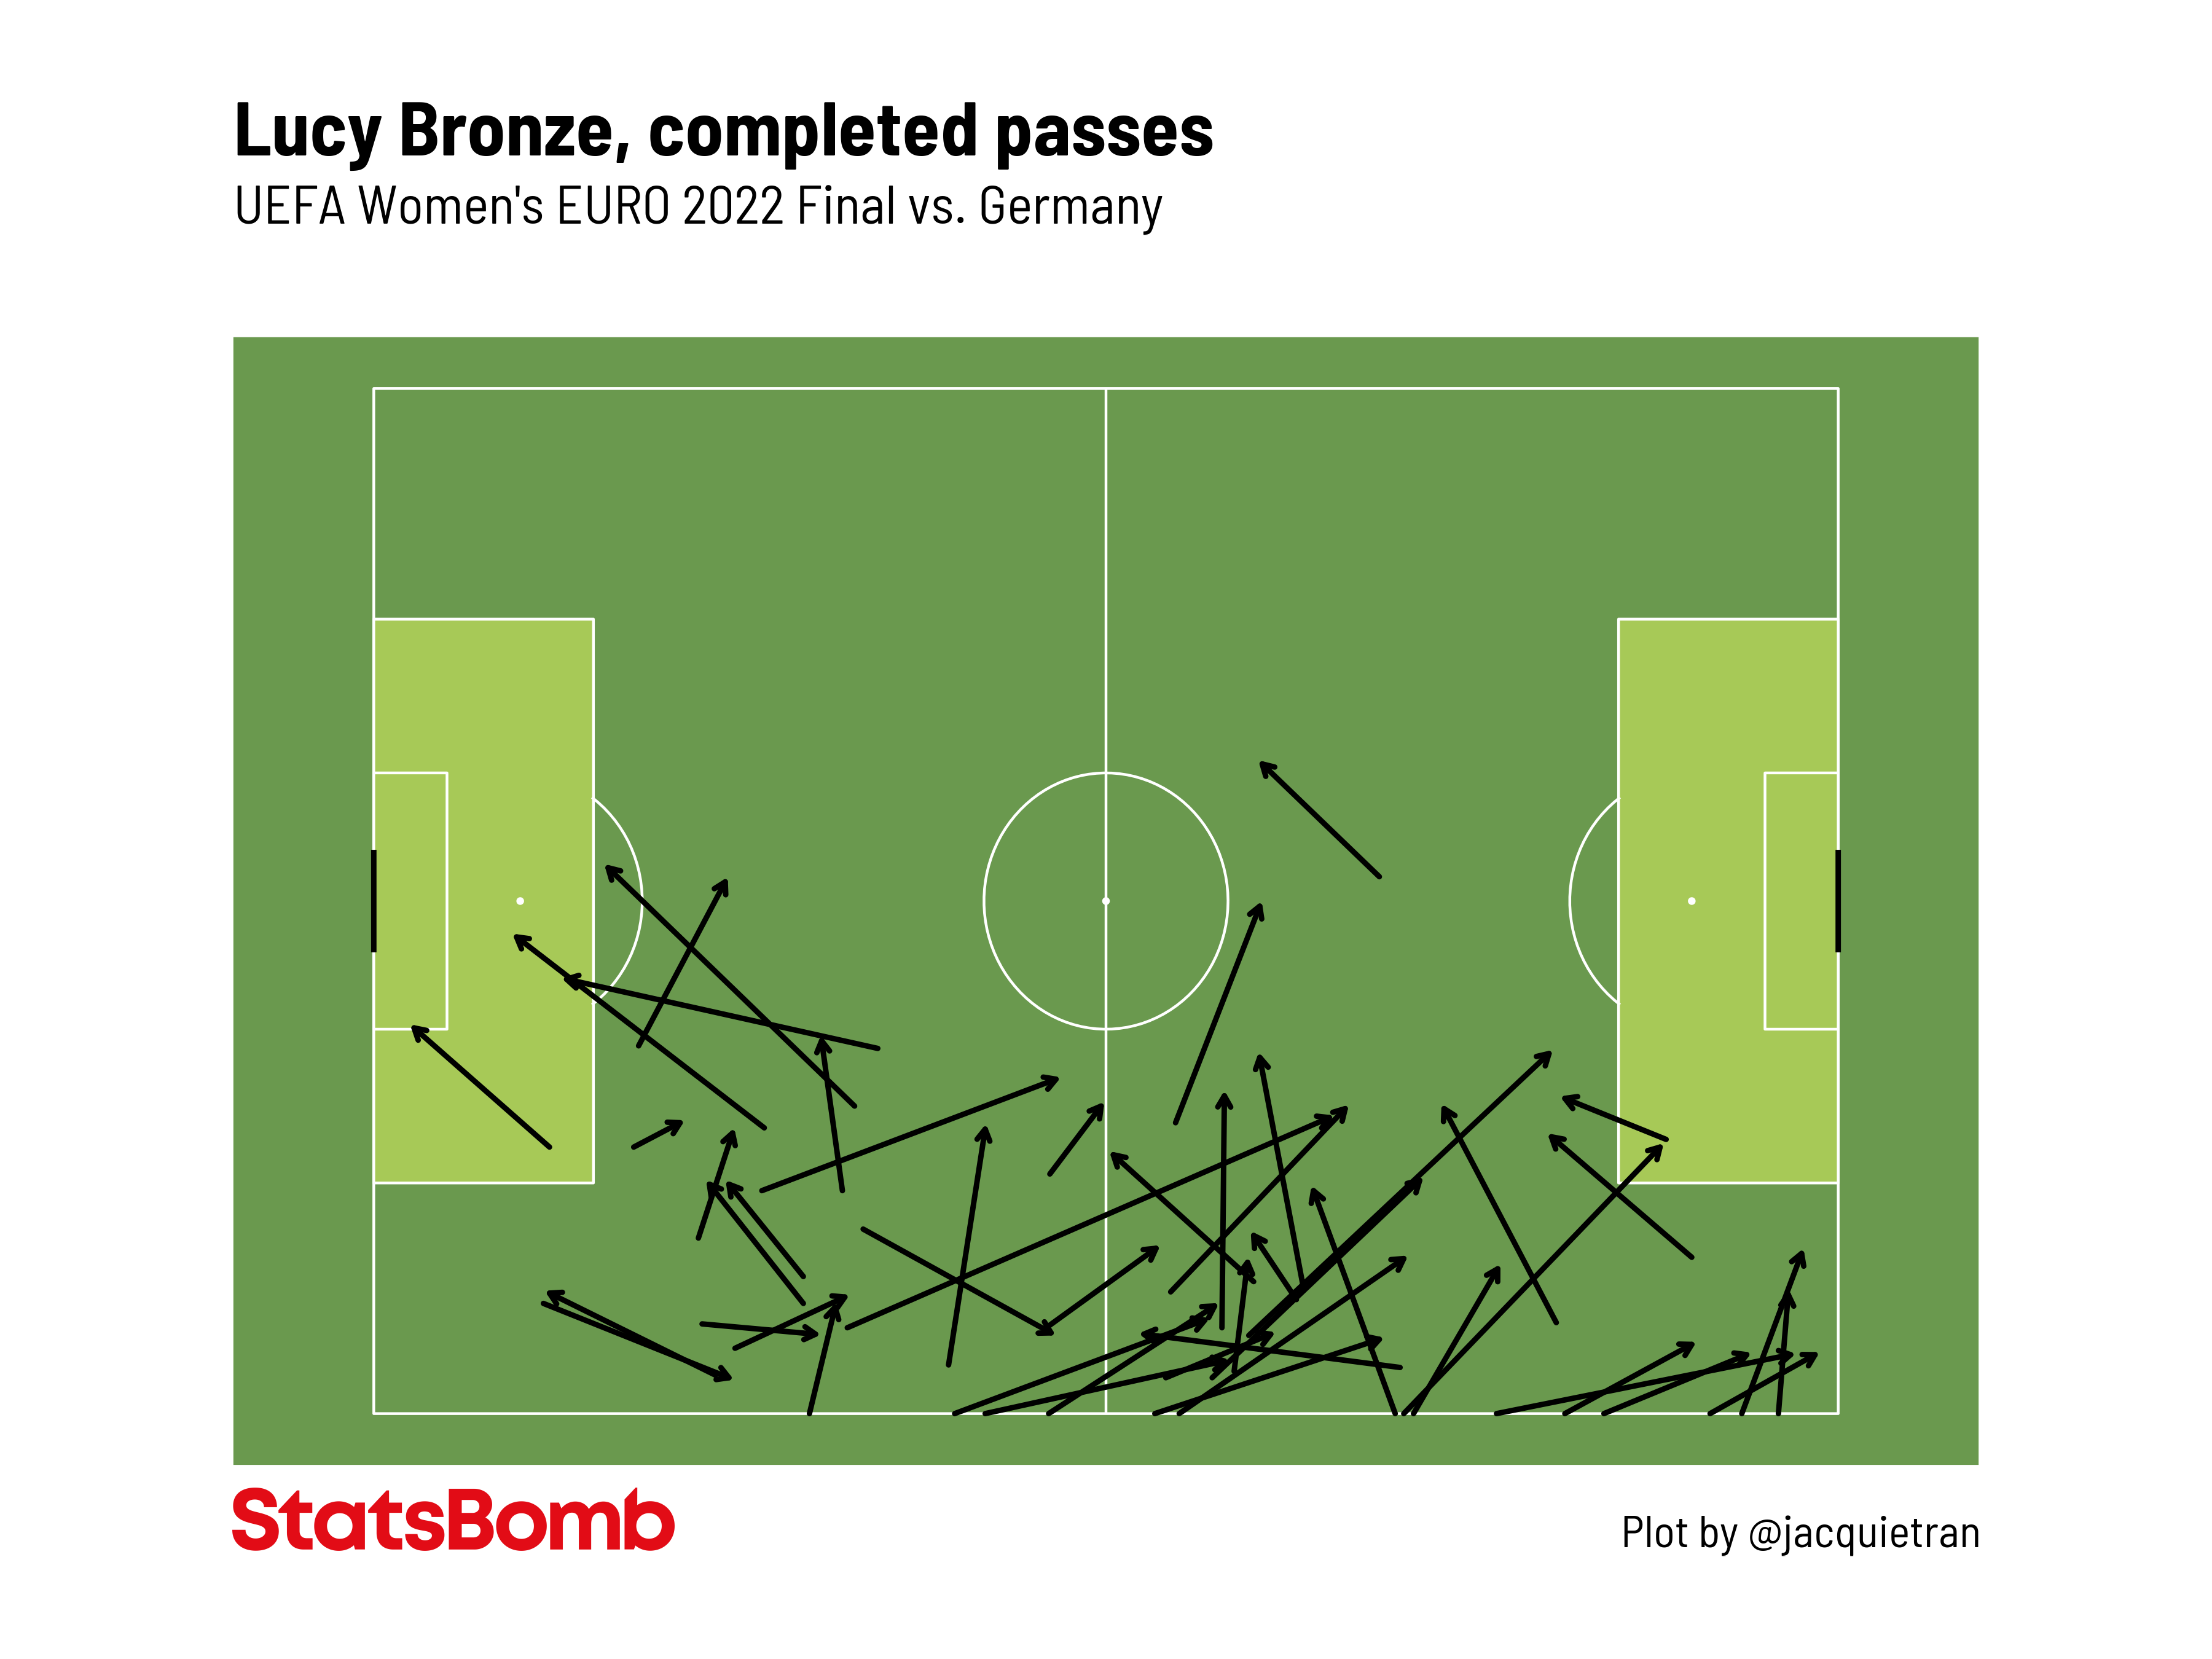 Lucy Bronze, completed passes
UEFA Women's EURO 2022 Final vs. Germany
StatsBomb
Plot by @jacquietran